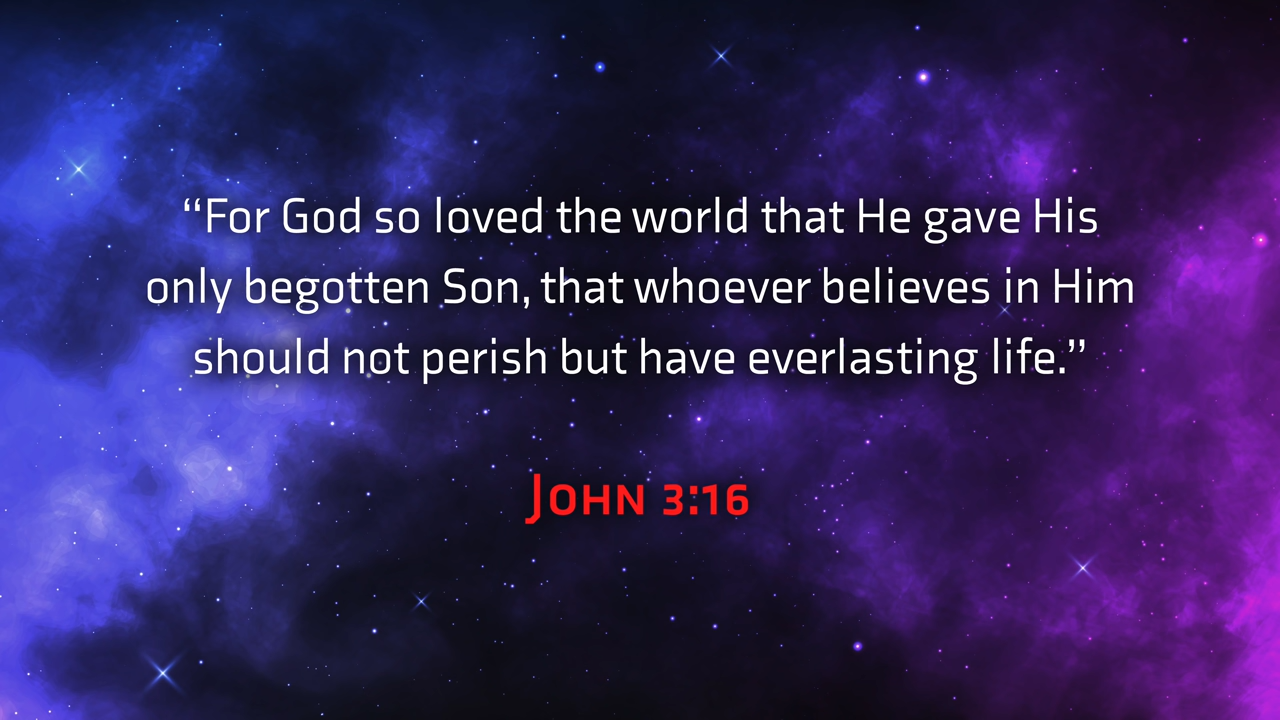 “For God so loved the world that He gave His
only begotten Son, that whoever believes in Him
should not perish but have everlasting life.”
John 3:16